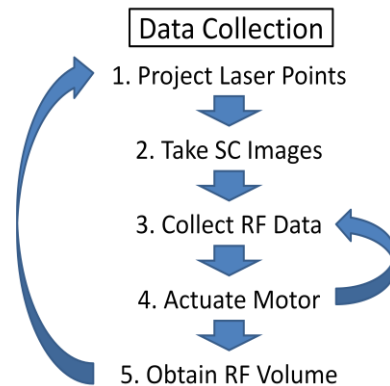 Data Collection
1. Project Laser Points
2. Take SC Images
3. Collect RF Data
4. Actuate Motor
5. Obtain RF Volume